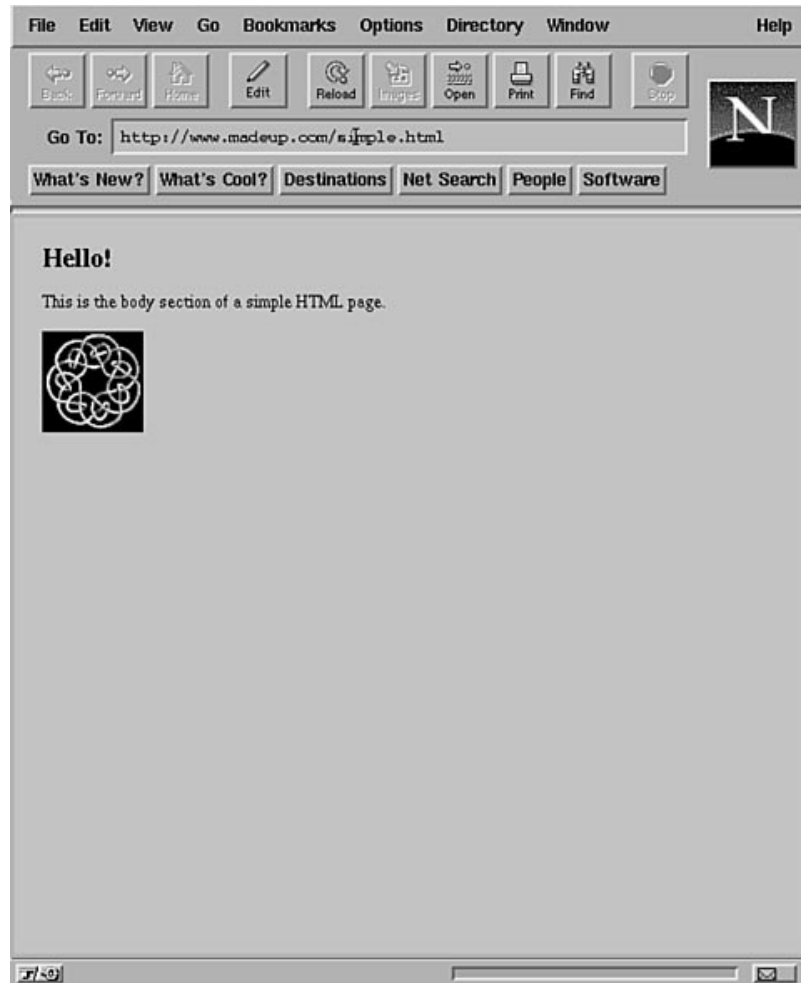 File Edit View Go Bookmarks Options Directory Window Help
Back Forward Home Edit Reload Images Open Print Find Stop
N
Go To: http://www.madeup.com/simple.html
What's New? What's Cool? Destinations Net Search People Software
Hello!
This is the body section of a simple HTML page.